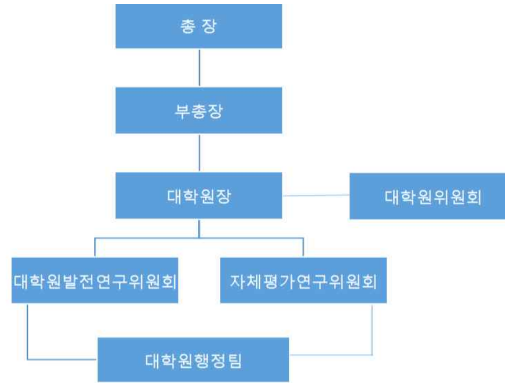 총 장
부총장
대학원장
대학원위원회
대학원발전연구위원회
자체평가연구위원회
대학원행정팀